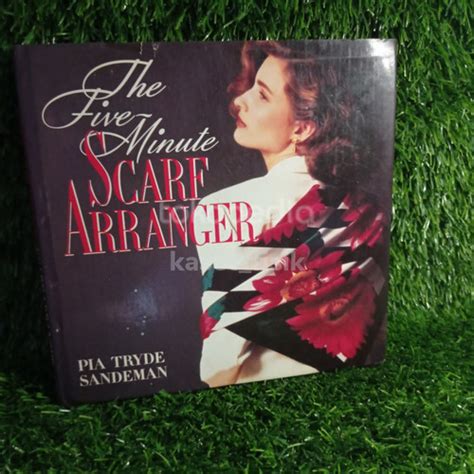 The
Five-Minute
SCARF
ARRANGER
PIA TRYDE
SANDEMAN